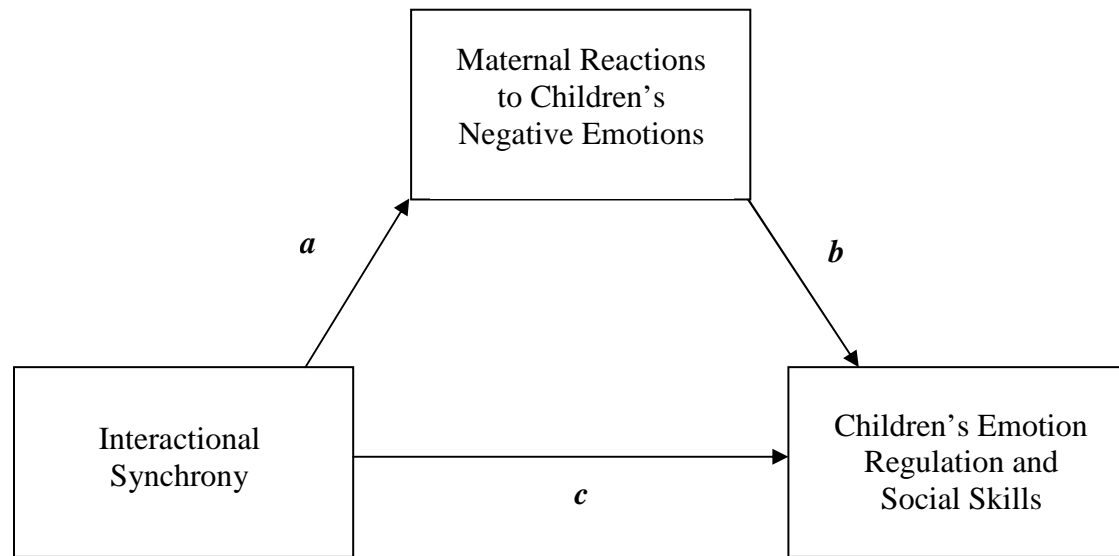 Maternal Reactions
to Children’s
Negative Emotions
a
b
Interactional
Synchrony
c
Children’s Emotion
Regulation and
Social Skills